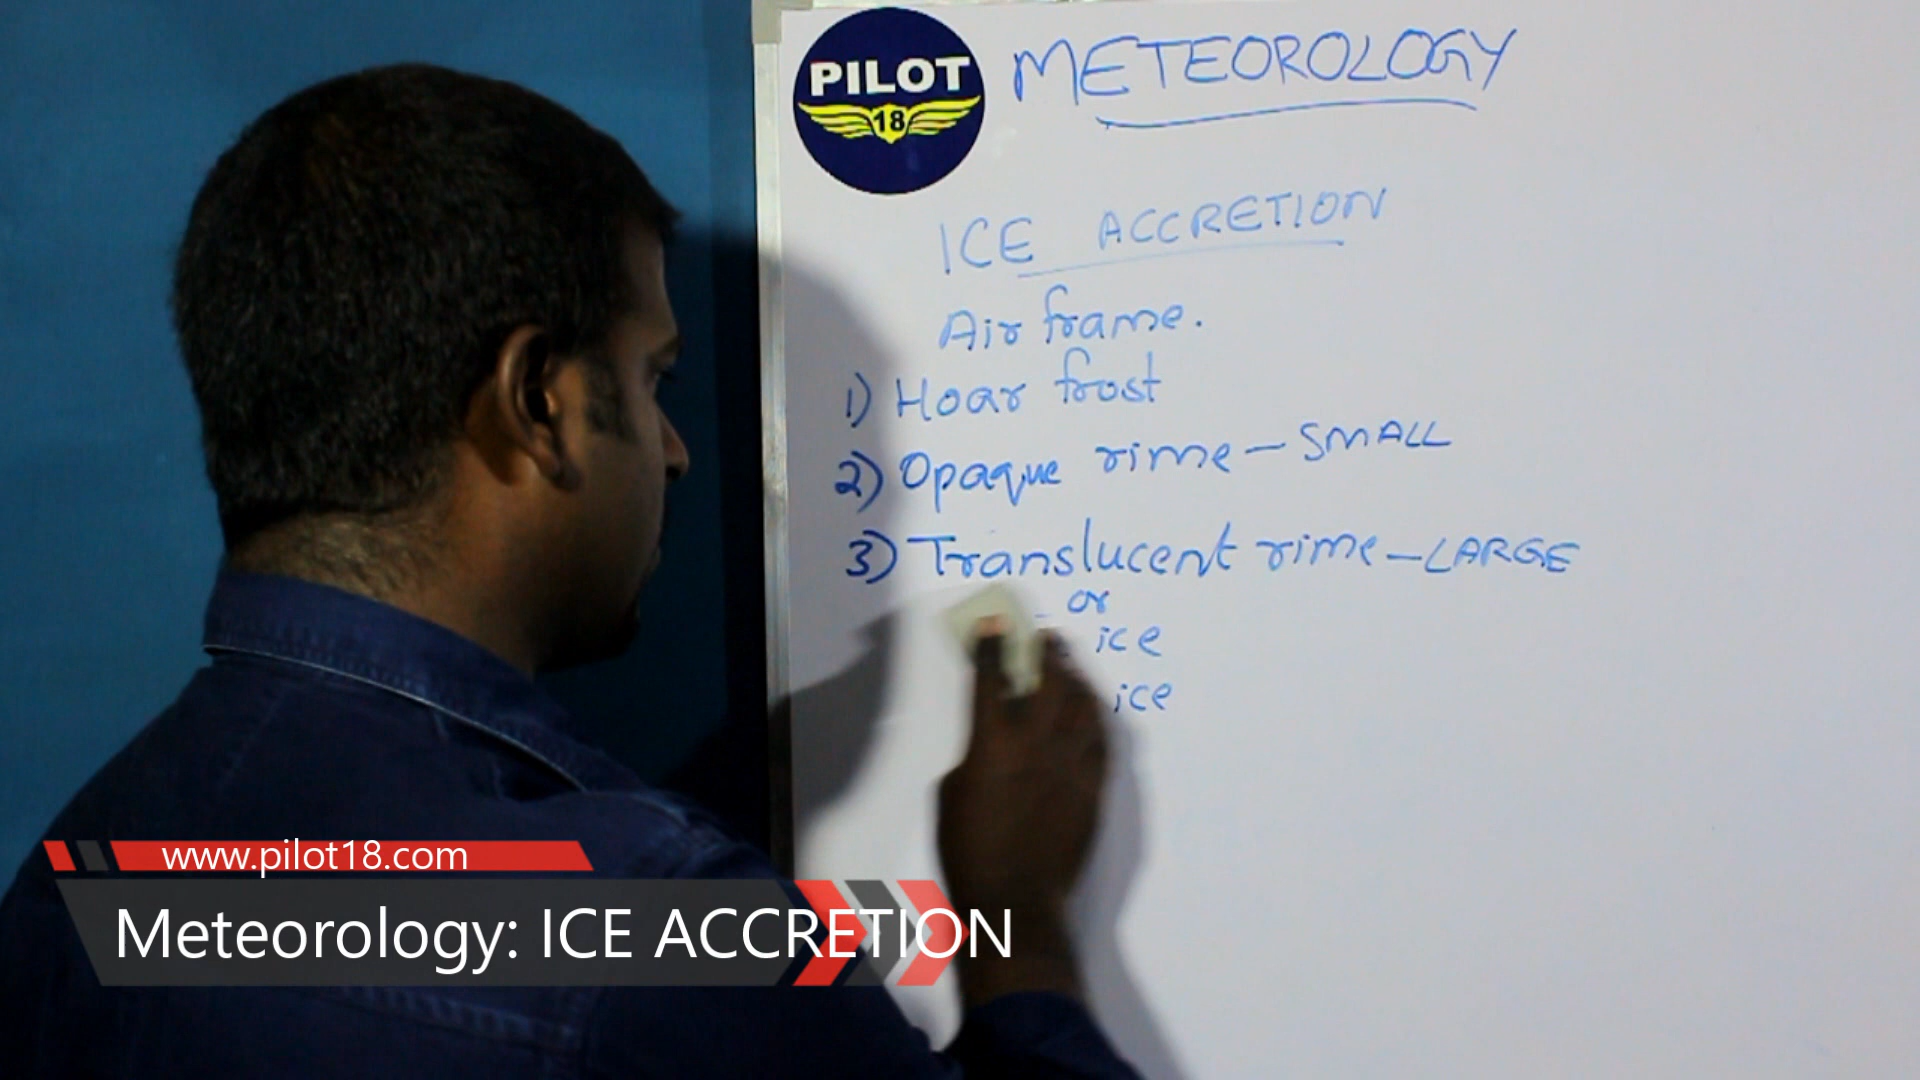 PILOT
18
METEOROLOGY
ICE ACCRETION
Air frame.
1) Hoar frost
2) Opaque rime - SMALL
3) Translucent rime - LARGE
or
ice
ice
www.pilot18.com
Meteorology: ICE ACCRETION